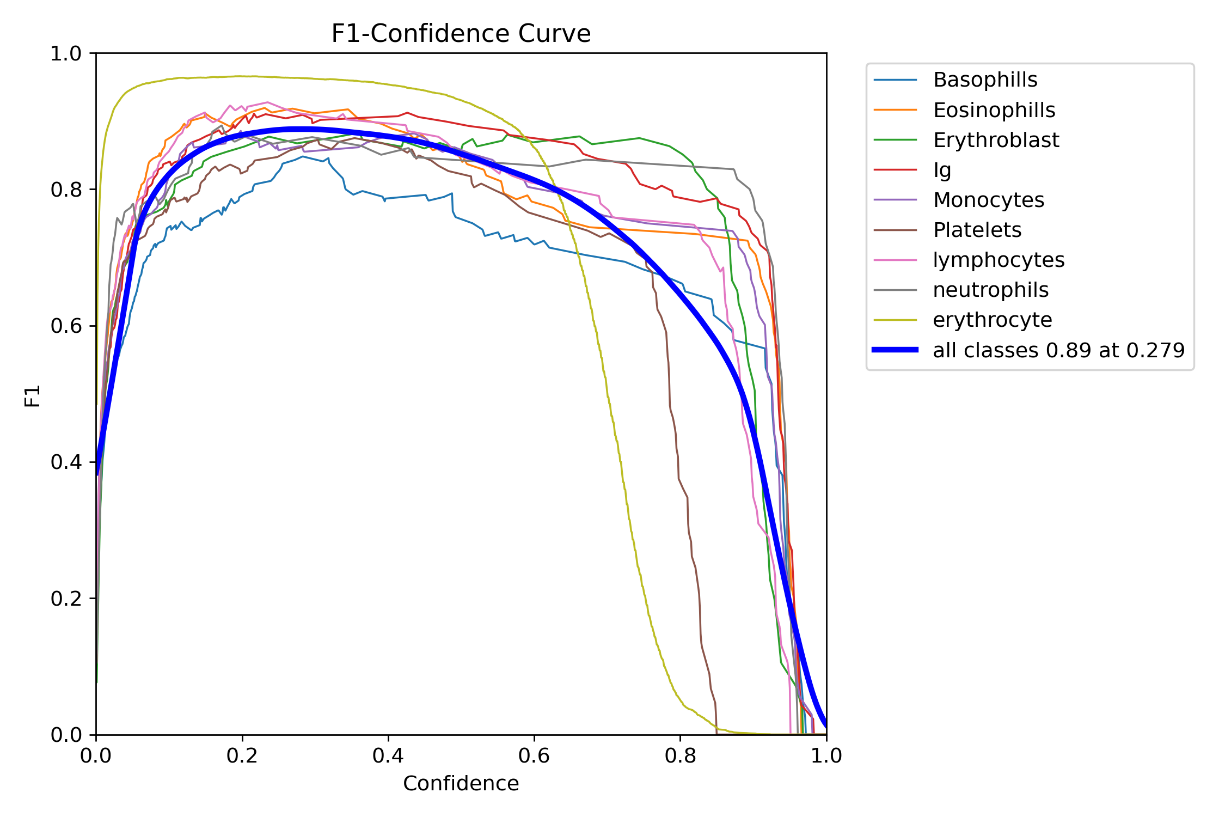 F1-Confidence Curve
1.0
0.8
0.6
0.4
0.2
0.0
F1
0.0 0.2 0.4 0.6 0.8 1.0
Confidence
Basophills
Eosinophills
Erythroblast
Ig
Monocytes
Platelets
lymphocytes
neutrophils
erythrocyte
all classes 0.89 at 0.279